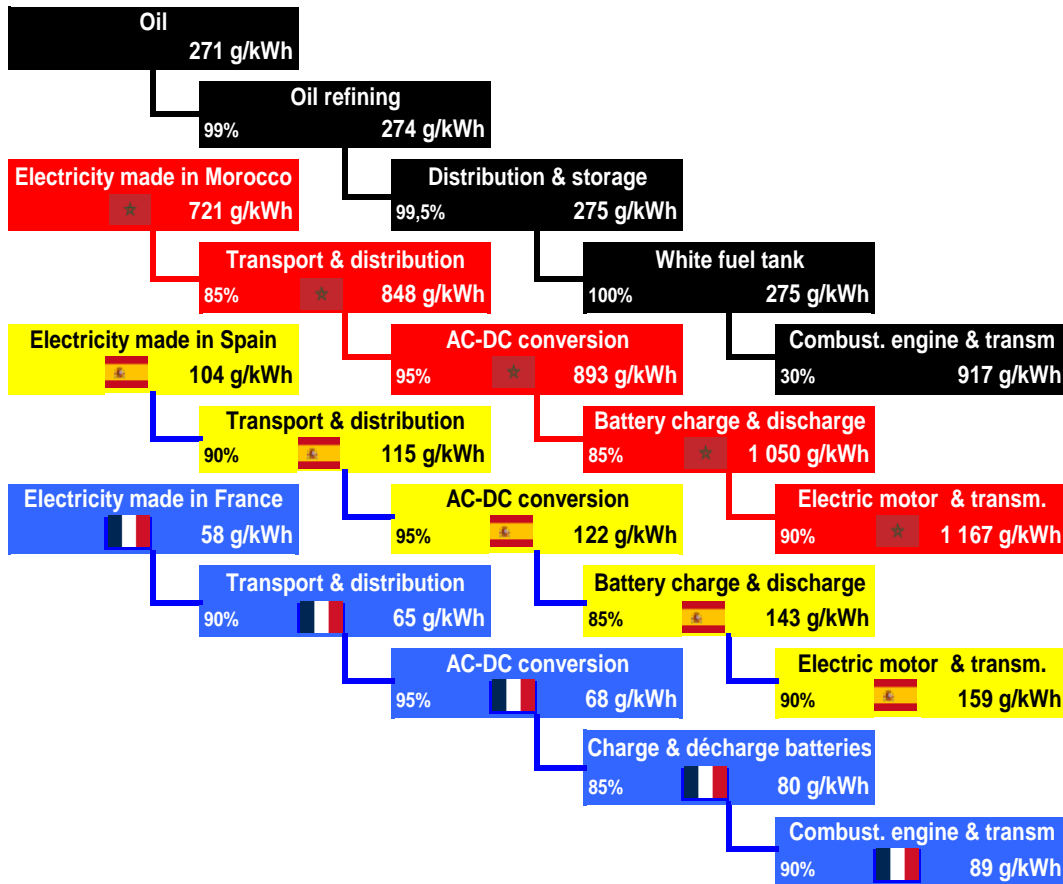 Oil
271 g/kWh
Oil refining
99% 274 g/kWh
Electricity made in Morocco
721 g/kWh
Distribution & storage
99,5% 275 g/kWh
Transport & distribution
85% 848 g/kWh
White fuel tank
100% 275 g/kWh
Electricity made in Spain
104 g/kWh
AC-DC conversion
95% 893 g/kWh
Combust. engine & transm
30% 917 g/kWh
Transport & distribution
90% 115 g/kWh
Battery charge & discharge
85% 1 050 g/kWh
Electricity made in France
58 g/kWh
AC-DC conversion
95% 122 g/kWh
Electric motor & transm.
90% 1 167 g/kWh
Transport & distribution
90% 65 g/kWh
Battery charge & discharge
85% 143 g/kWh
AC-DC conversion
95% 68 g/kWh
Electric motor & transm.
90% 159 g/kWh
Charge & décharge batteries
85% 80 g/kWh
Combust. engine & transm
90% 89 g/kWh